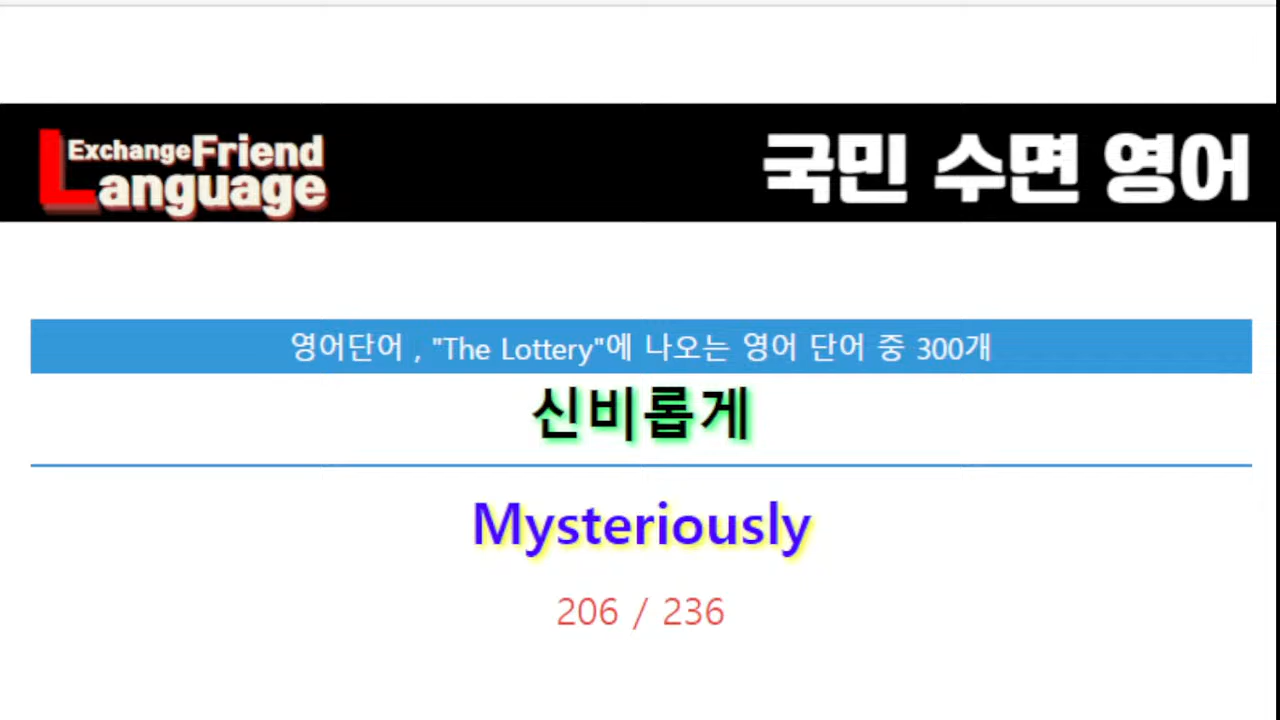 Exchange Friend
Language
국민 수면 영어
영어단어 , "The Lottery"에 나오는 영어 단어 중 300개
신비롭게
Mysteriously
206 / 236